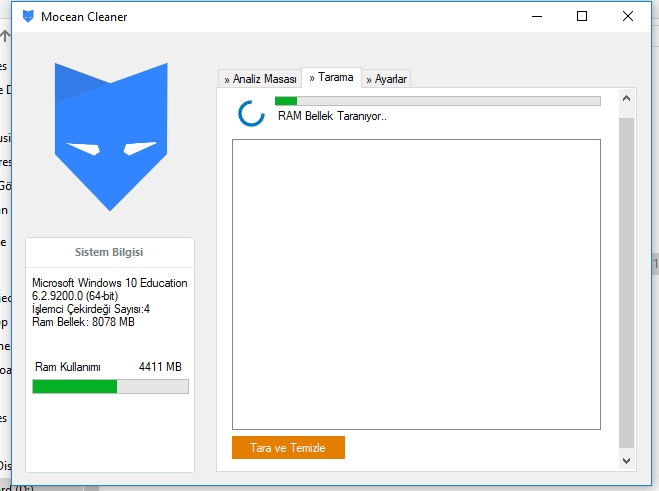 Mocean Cleaner
» Analiz Masası
» Tarama
» Ayarlar
RAM Bellek Taranıyor..
Sistem Bilgisi
Microsoft Windows 10 Education
6.2.9200.0 (64-bit)
İşlemci Çekirdeği Sayısı:4
Ram Bellek: 8078 MB
Ram Kullanımı 4411 MB
Tara ve Temizle